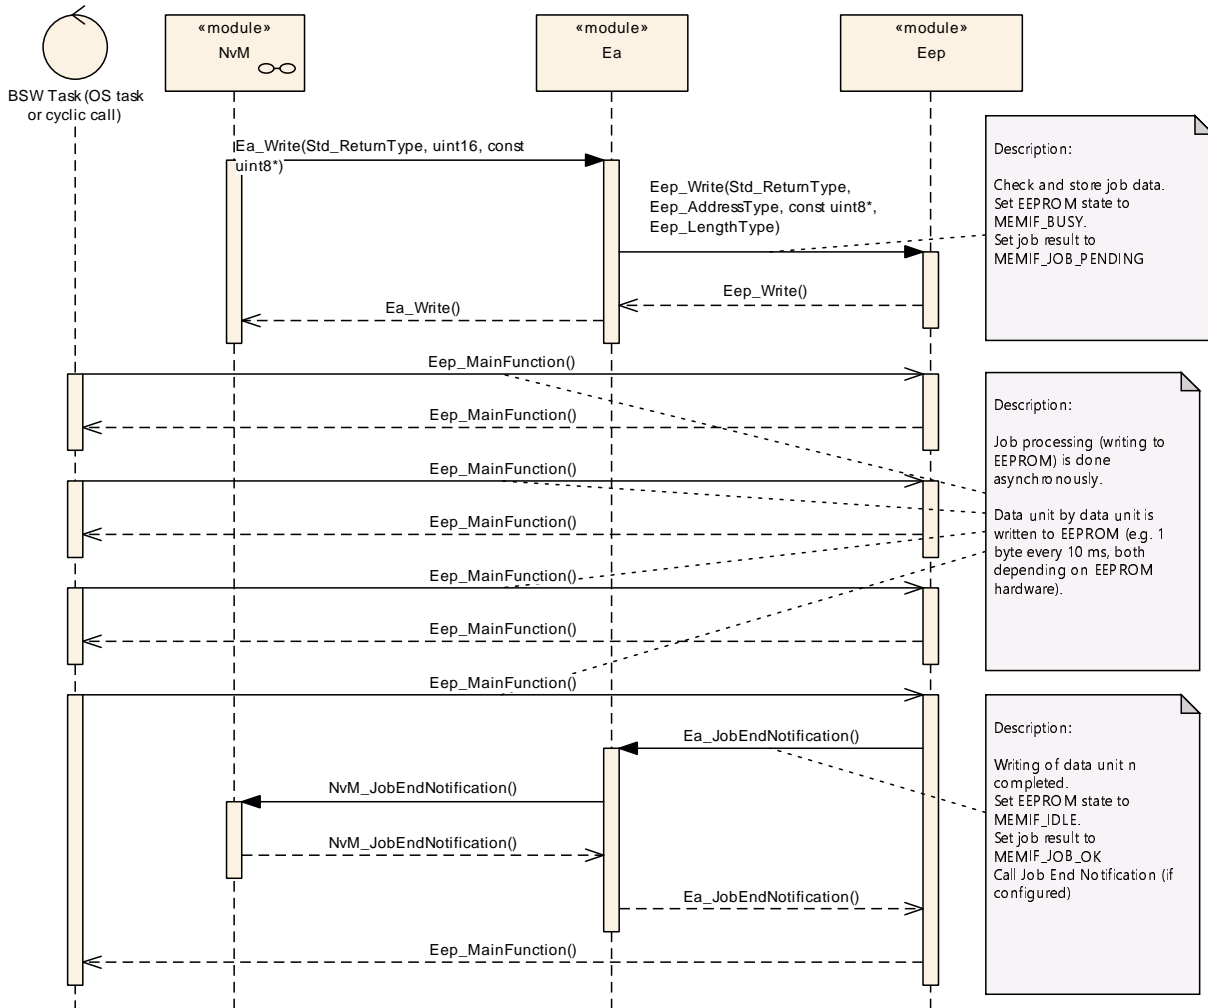 «module»
NvM
«module»
Ea
«module»
Eep
BSW Task (OS task
or cyclic call)
Ea_Write(Std_ReturnType, uint16, const
uint8*)
Eep_Write(Std_ReturnType,
Eep_AddressType, const uint8*,
Eep_LengthType)
Eep_Write()
Ea_Write()
Description:
Check and store job data.
Set EEPROM state to
MEMIF_BUSY.
Set job result to
MEMIF_JOB_PENDING
Eep_MainFunction()
Eep_MainFunction()
Eep_MainFunction()
Eep_MainFunction()
Eep_MainFunction()
Eep_MainFunction()
Description:
Job processing (writing to
EEPROM) is done
asynchronously.
Data unit by data unit is
written to EEPROM (e.g. 1
byte every 10 ms, both
depending on EEPROM
hardware).
Eep_MainFunction()
Ea_JobEndNotification()
NvM_JobEndNotification()
NvM_JobEndNotification()
Ea_JobEndNotification()
Eep_MainFunction()
Description:
Writing of data unit n
completed.
Set EEPROM state to
MEMIF_IDLE.
Set job result to
MEMIF_JOB_OK
Call Job End Notification (if
configured)